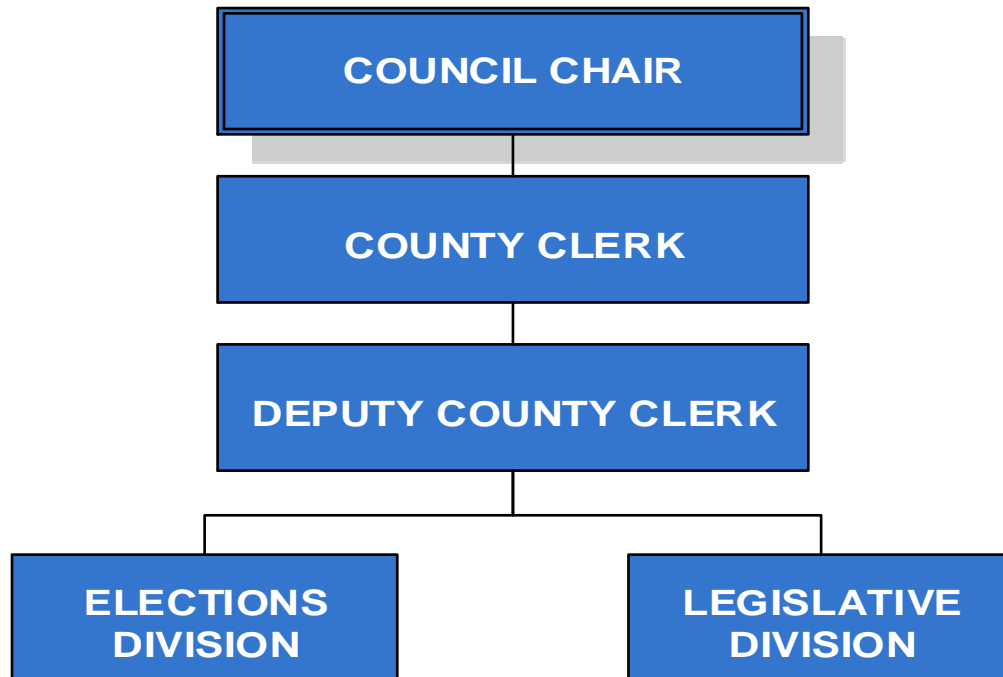 COUNCIL CHAIR
COUNTY CLERK
DEPUTY COUNTY CLERK
ELECTIONS
DIVISION
LEGISLATIVE
DIVISION